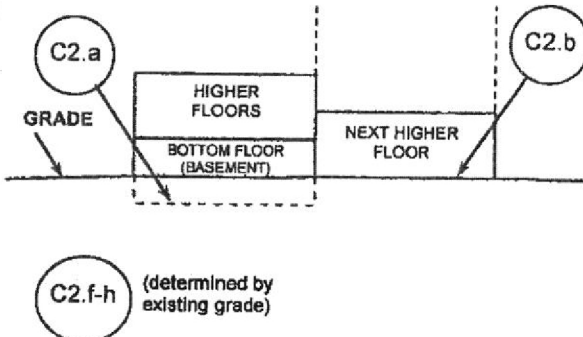 C2.a
C2.b
HIGHER
FLOORS
GRADE
NEXT HIGHER
FLOOR
BOTTOM FLOOR
(BASEMENT)
C2.f-h
(determined by
existing grade)